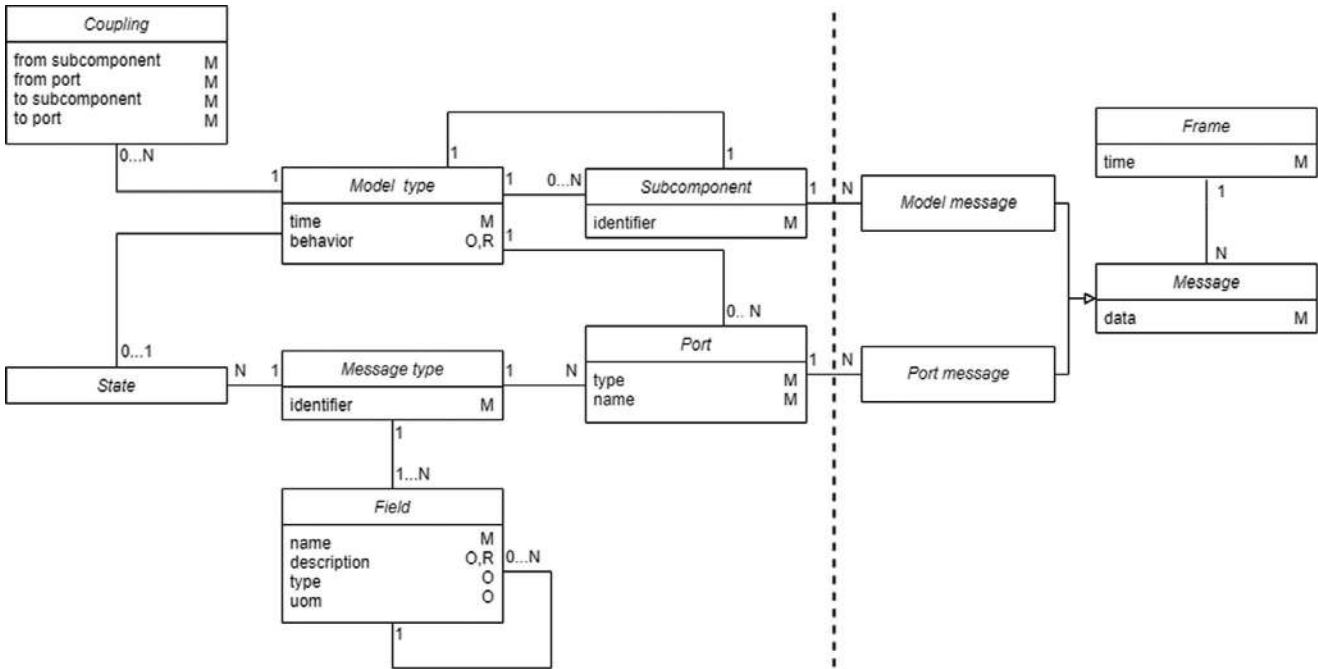 Coupling
from subcomponent M
from port M
to subcomponent M
to port M
0...N
1
Model type
time M
behavior O,R
1
1
1
0...N
Subcomponent
identifier M
1
N
Model message
Frame
time M
1
N
Message
data M
1
0.. N
Port
type M
name M
1
N
Port message
0...1
State
N
1
Message type
identifier M
1
N
1
1...N
Field
name M
description O,R
type O
uom O
0...N
1